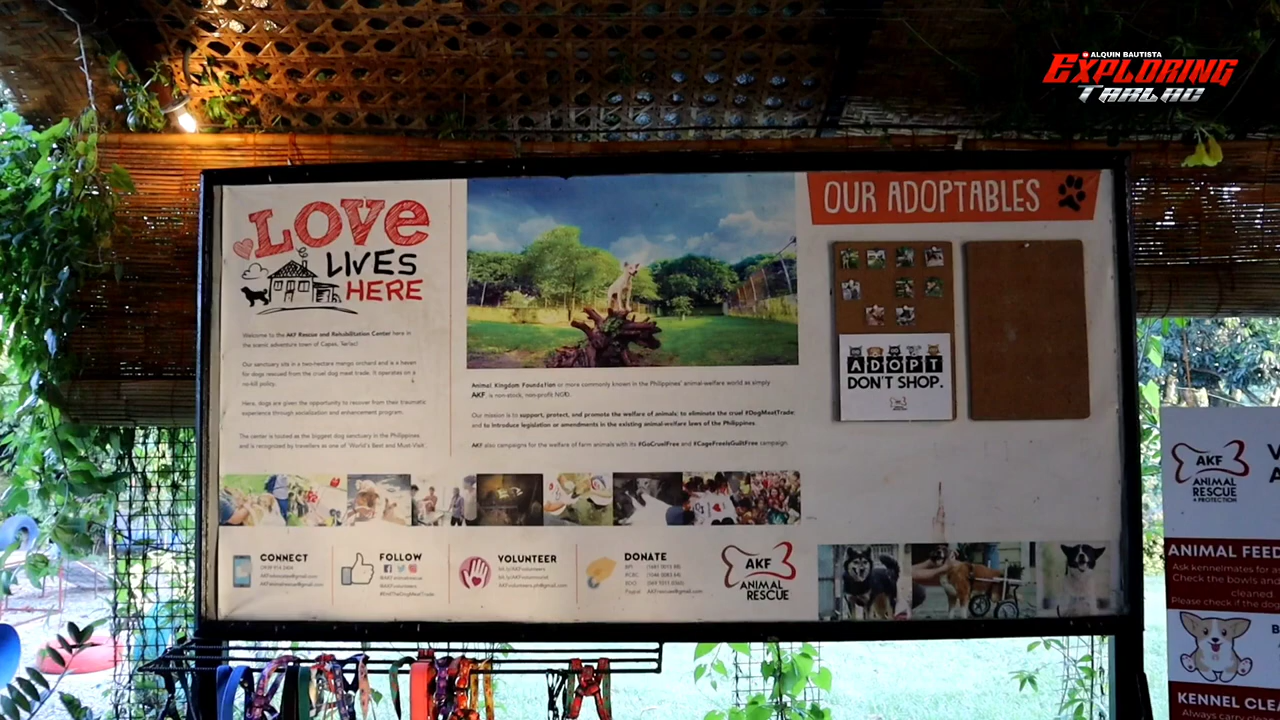 ALQUIN BAUTISTA
EXPLORING
TARLAC
LOVE
LIVES
HERE
Welcome to the AKF Rescue and Rehabilitation Center here in
the scenic adventure town of Capas, Tarlac!
Our sanctuary sits in a two-hectare mango orchard and is a haven
for dogs rescued from the cruel dog meat trade. It operates on a
no-kill policy.
Here, dogs are given the opportunity to recover from their traumatic
experience through socialization and enhancement program.
The center is touted as the biggest dog sanctuary in the Philippines,
and is recognized by travellers as one of 'World's Best and Must-Visit'
Animal Kingdom Foundation or more commonly known in the Philippines' animal-welfare world as simply
AKF, is non-stock, non-profit NGO.
Our mission is to support, protect, and promote the welfare of animals; to eliminate the cruel #DogMeatTrade
and to introduce legislation or amendments in the existing animal-welfare laws of the Philippines.
AKF also campaigns for the welfare of farm animals with its #GoCruelFree and #CageFreeIsGuiltFree campaign.
OUR ADOPTABLES
ADOPT
DON'T SHOP.
CONNECT
FOLLOW
VOLUNTEER
DONATE
BPI
BDO
Paypal AKFrescue@gmail.com
#EndTheDogMeatTrade
AKF
ANIMAL
RESCUE
AKF
ANIMAL
RESCUE
+ PROTECTION
ANIMAL FEED
Ask kennelmates for as
Check the bowls and
cleaned
Please check if the dog
KENNEL CLEA